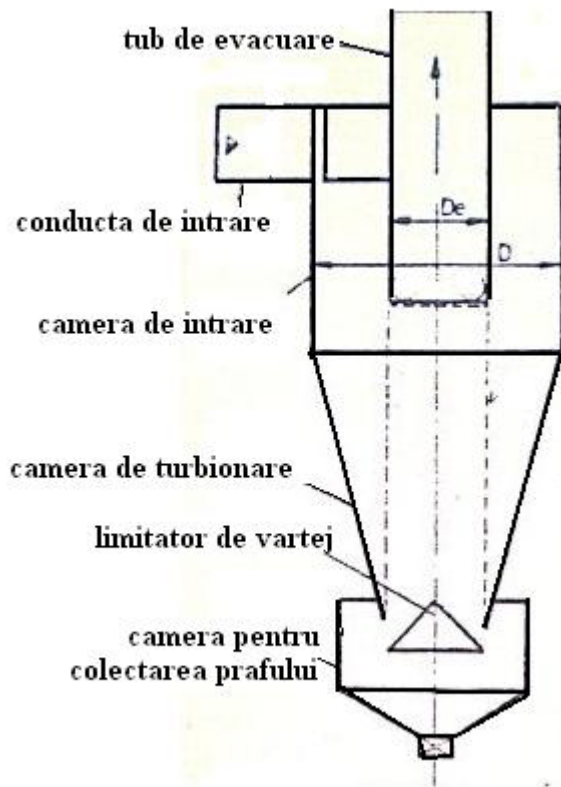 tub de evacuare
De
conducta de intrare
D
camera de intrare
camera de turbionare
limitator de vartej
camera pentru
colectarea prafului